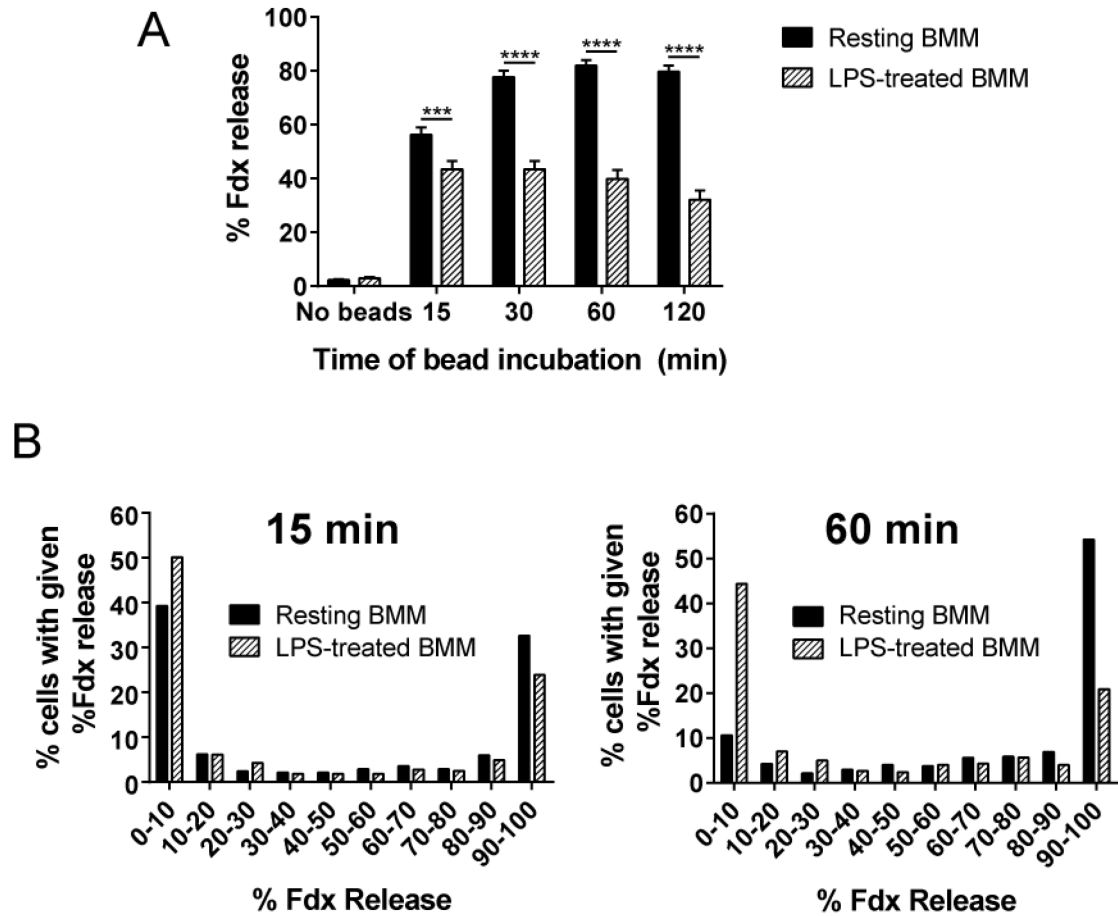 A
% Fdx release
100
80
60
40
20
0
***
****
****
****
Resting BMM
LPS-treated BMM
No beads 15 30 60 120
Time of bead incubation (min)
B
% cells with given
%Fdx release
60
50
40
30
20
10
0
15 min
Resting BMM
LPS-treated BMM
0-10
10-20
20-30
30-40
40-50
50-60
60-70
70-80
80-90
90-100
% Fdx Release
% cells with given
%Fdx release
60
50
40
30
20
10
0
60 min
Resting BMM
LPS-treated BMM
0-10
10-20
20-30
30-40
40-50
50-60
60-70
70-80
80-90
90-100
% Fdx Release